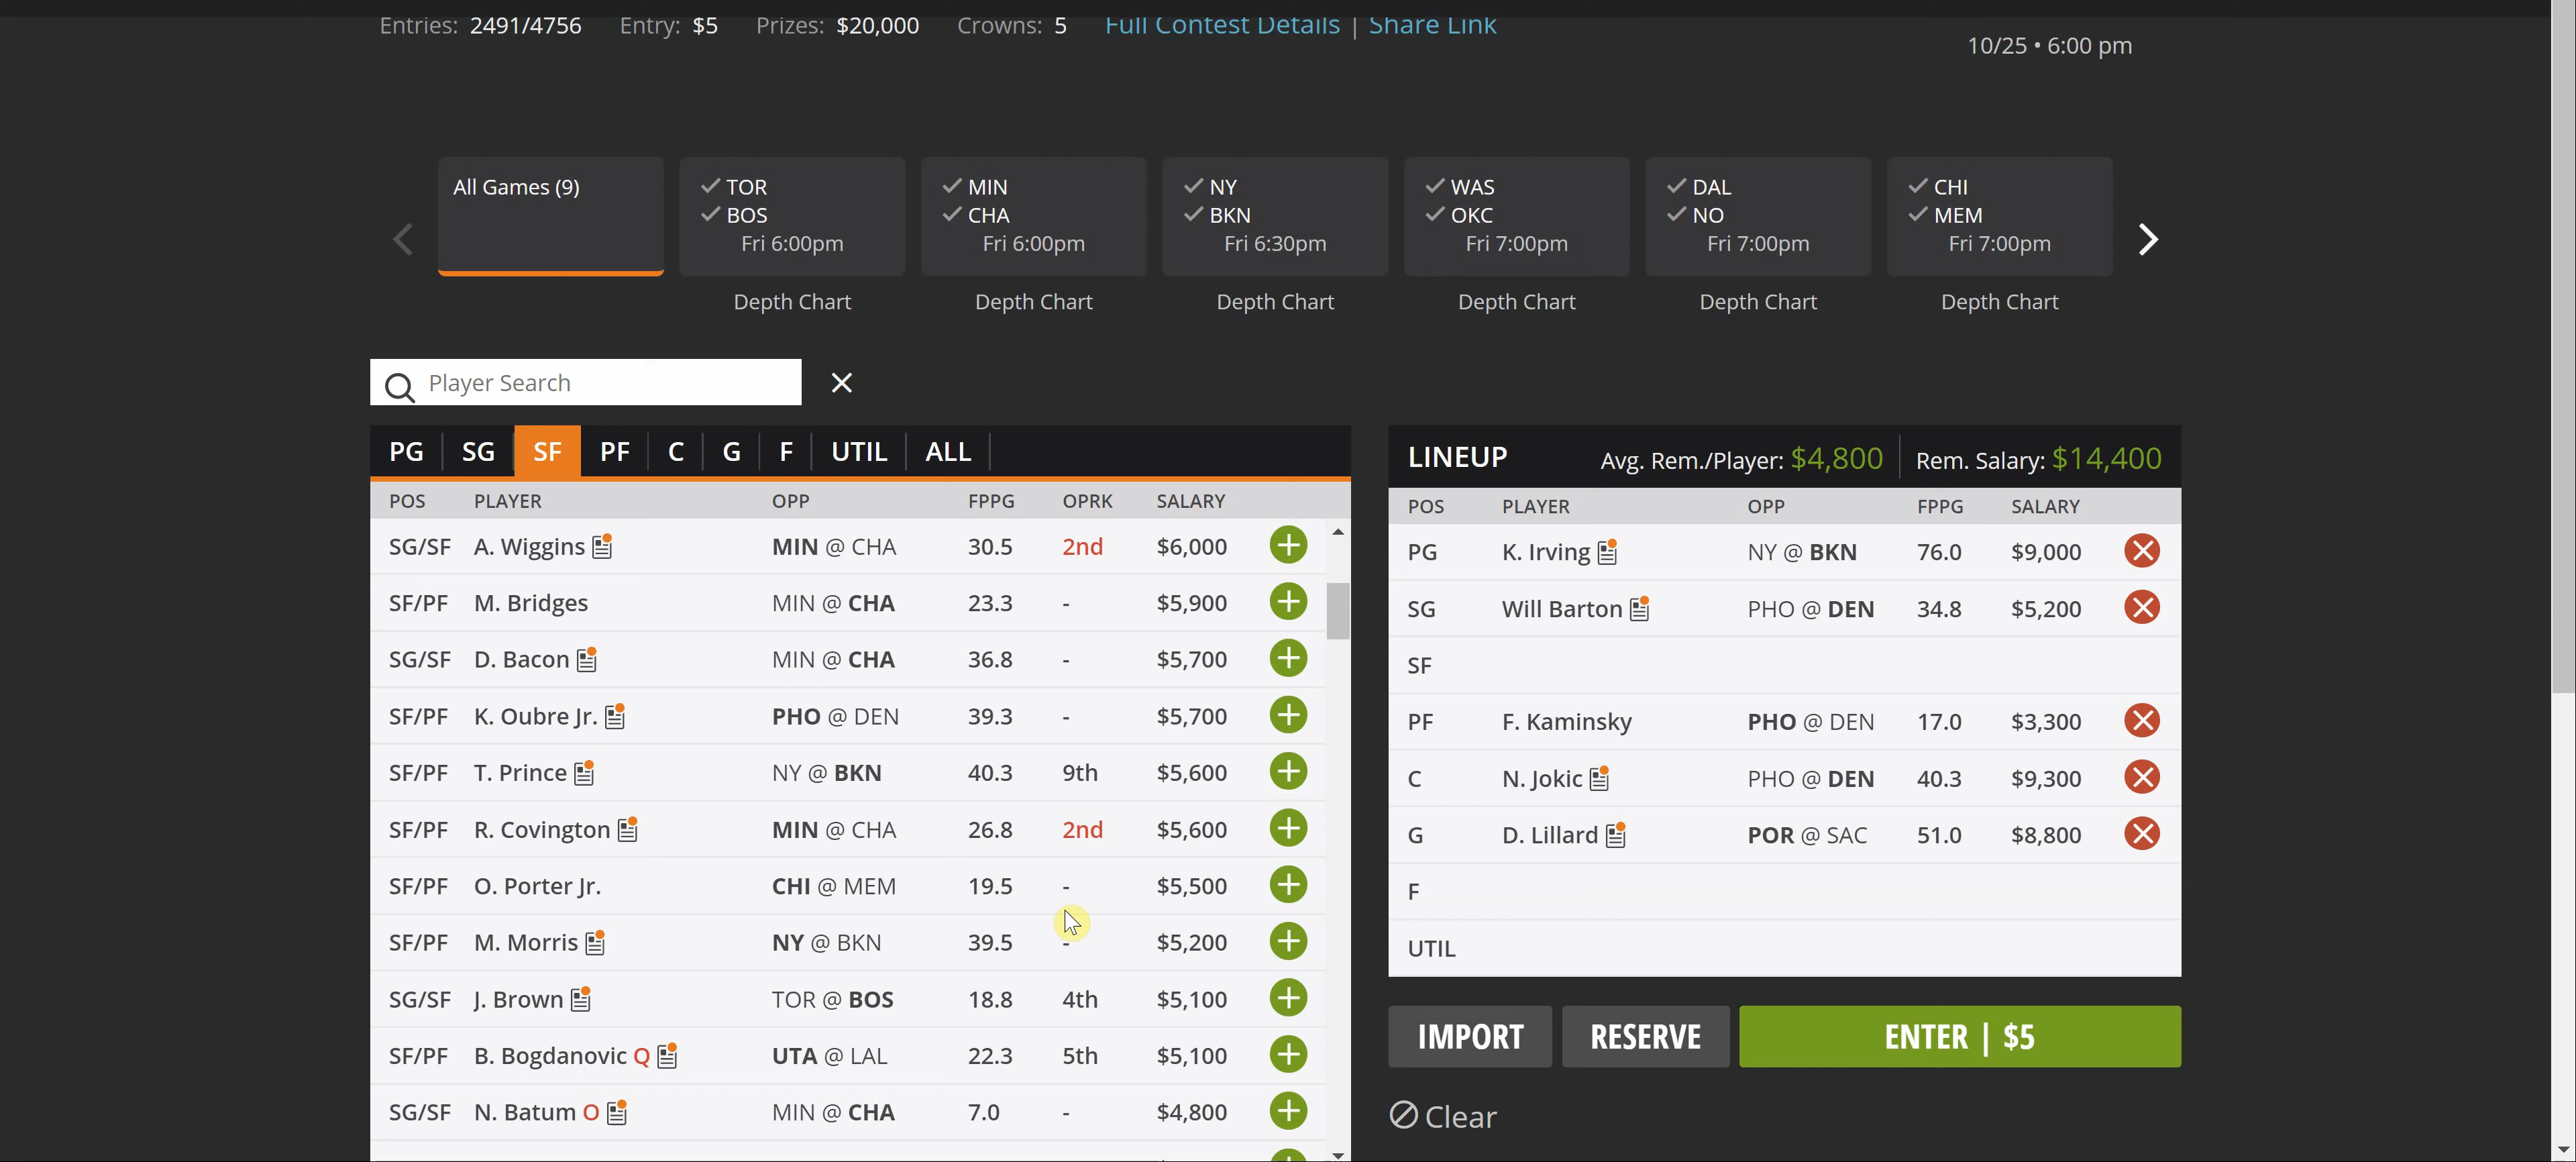 Entries: 2491/4756 Entry: $5 Prizes: $20,000 Crowns: 5 Full Contest Details | Share Link
10/25 • 6:00 pm
All Games (9)
TOR
BOS
Fri 6:00pm
MIN
CHA
Fri 6:00pm
NY
BKN
Fri 6:30pm
WAS
OKC
Fri 7:00pm
DAL
NO
Fri 7:00pm
CHI
MEM
Fri 7:00pm
Depth Chart Depth Chart Depth Chart Depth Chart Depth Chart Depth Chart
Player Search
PG SG SF PF C G F UTIL ALL
POS PLAYER OPP FPPG OPRK SALARY
SG/SF A. Wiggins MIN @ CHA 30.5 2nd $6,000
SF/PF M. Bridges MIN @ CHA 23.3 - $5,900
SG/SF D. Bacon MIN @ CHA 36.8 - $5,700
SF/PF K. Oubre Jr. PHO @ DEN 39.3 - $5,700
SF/PF T. Prince NY @ BKN 40.3 9th $5,600
SF/PF R. Covington MIN @ CHA 26.8 2nd $5,600
SF/PF O. Porter Jr. CHI @ MEM 19.5 - $5,500
SF/PF M. Morris NY @ BKN 39.5 - $5,200
SG/SF J. Brown TOR @ BOS 18.8 4th $5,100
SF/PF B. Bogdanovic Q UTA @ LAL 22.3 5th $5,100
SG/SF N. Batum O MIN @ CHA 7.0 - $4,800
LINEUP Avg. Rem./Player: $4,800 Rem. Salary: $14,400
POS PLAYER OPP FPPG SALARY
PG K. Irving NY @ BKN 76.0 $9,000
SG Will Barton PHO @ DEN 34.8 $5,200
SF
PF F. Kaminsky PHO @ DEN 17.0 $3,300
C N. Jokic PHO @ DEN 40.3 $9,300
G D. Lillard POR @ SAC 51.0 $8,800
F
UTIL
IMPORT RESERVE ENTER | $5
Clear